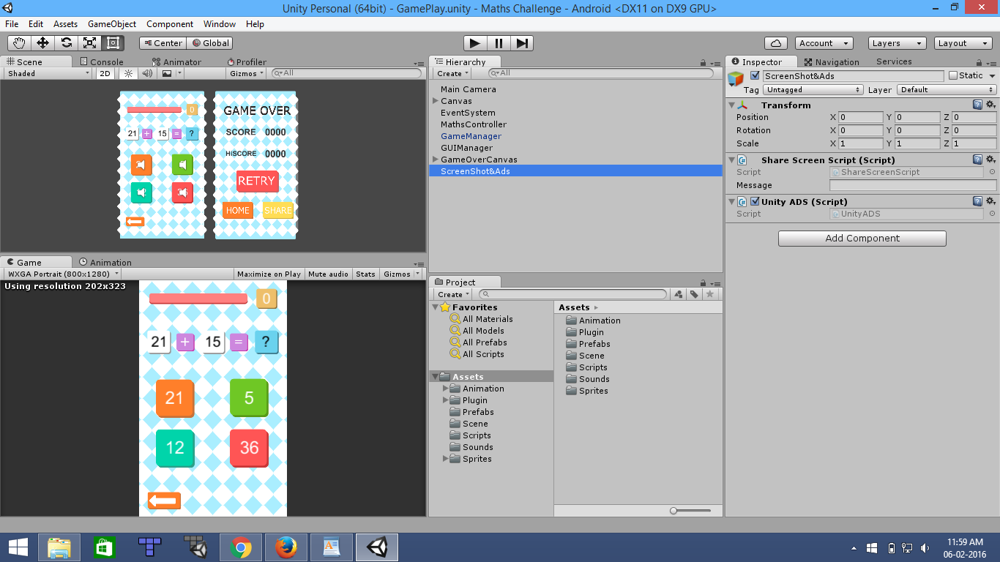 Unity Personal (64bit) - GamePlay.unity - Maths Challenge - Android <DX11 on DX9 GPU>
File Edit Assets GameObject Component Window Help
Center Global Account Layers Layout
Scene Console Animator Profiler
Shaded 2D Gizmos All
0
21 + 15 = ?
GAME OVER
SCORE 0000
HISCORE 0000
RETRY
HOME SHARE
Game Animation
WXGA Portrait (800x1280) Maximize on Play Mute audio Stats Gizmos
Using resolution 202x323
0
21 + 15 = ?
21 5
12 36
Hierarchy
Create All
Main Camera
Canvas
EventSystem
MathsController
GameManager
GUIManager
GameOverCanvas
ScreenShot&Ads
Project
Create
Favorites
All Materials
All Models
All Prefabs
All Scripts
Assets
Animation
Plugin
Prefabs
Scene
Scripts
Sounds
Sprites
Assets
Animation
Plugin
Prefabs
Scene
Scripts
Sounds
Sprites
Inspector Navigation Services
ScreenShot&Ads Static
Tag Untagged Layer Default
Transform
Position X 0 Y 0 Z 0
Rotation X 0 Y 0 Z 0
Scale X 1 Y 1 Z 1
Share Screen Script (Script)
Script ShareScreenScript
Message
Unity ADS (Script)
Script UnityADS
Add Component
11:59 AM
06-02-2016